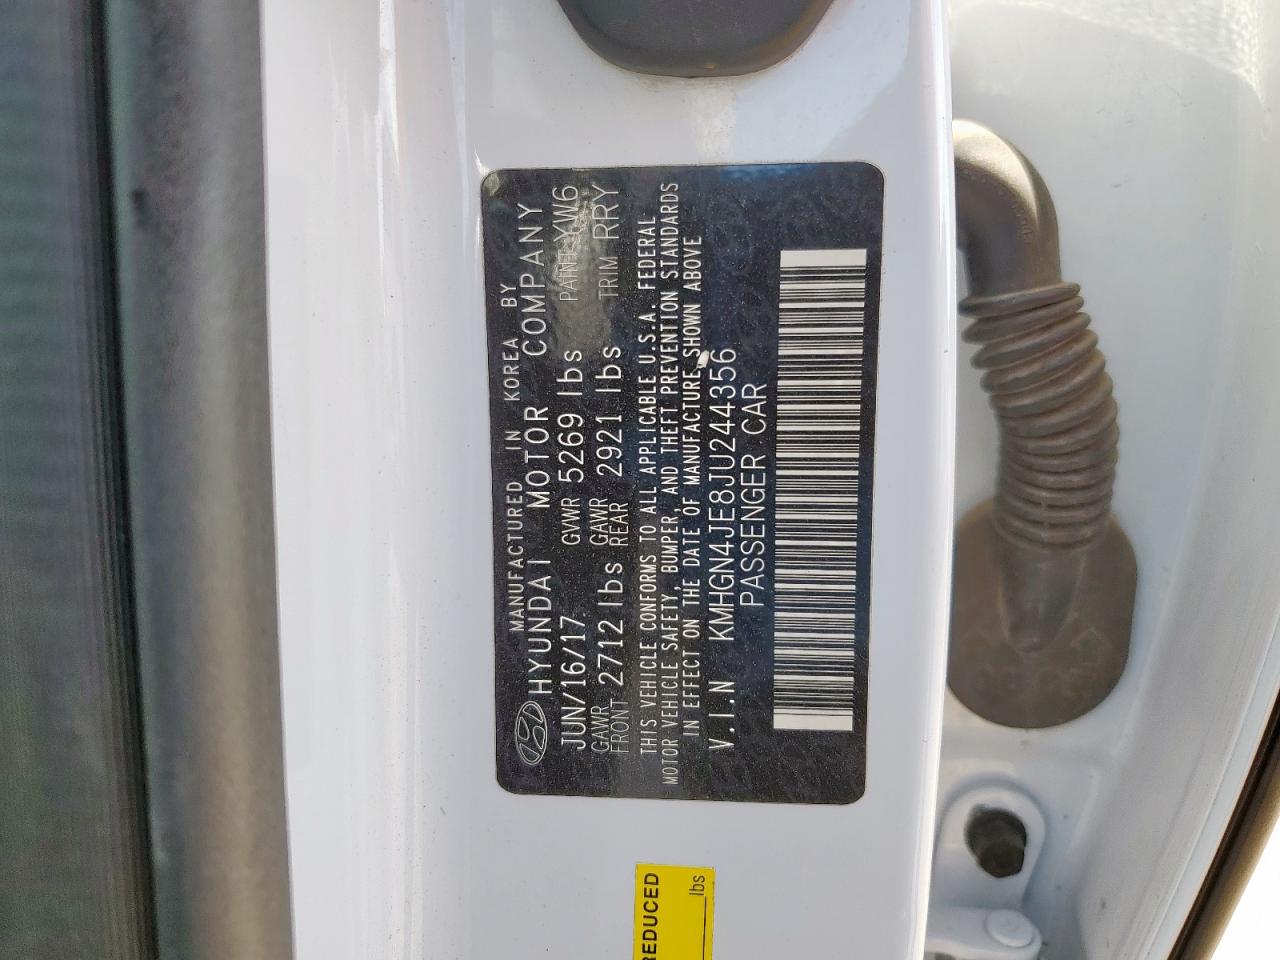 MANUFACTURED IN KOREA BY
HYUNDAI MOTOR COMPANY
JUN/16/17 GVWR 5269 lbs PAINT YW6
GAWR FRONT 2712 lbs GAWR REAR 2921 lbs TRIM RRY
THIS VEHICLE CONFORMS TO ALL APPLICABLE U.S.A. FEDERAL
MOTOR VEHICLE SAFETY, BUMPER, AND THEFT PREVENTION STANDARDS
IN EFFECT ON THE DATE OF MANUFACTURE SHOWN ABOVE
V.I.N KMHGN4JE8JU244356
PASSENGER CAR
REDUCED
lbs